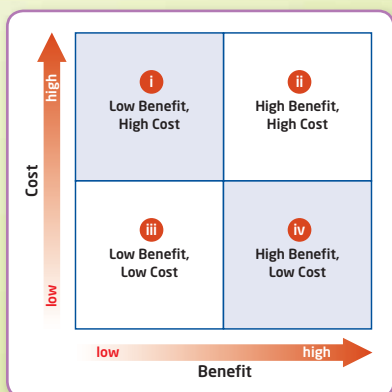 high
Cost
low
i
Low Benefit,
High Cost
ii
High Benefit,
High Cost
iii
Low Benefit,
Low Cost
iv
High Benefit,
Low Cost
low
high
Benefit